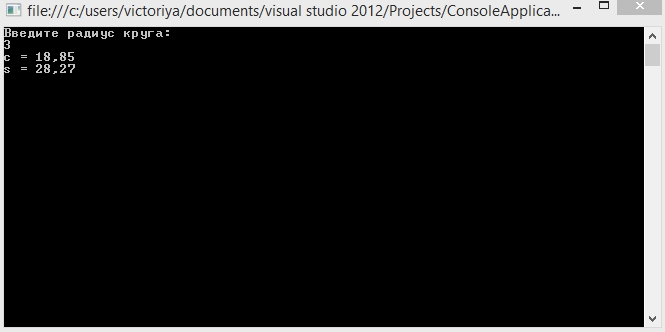 file:///c:/users/victoriya/documents/visual studio 2012/Projects/ConsoleApplica...
Введите радиус круга:
3
c = 18,85
s = 28,27